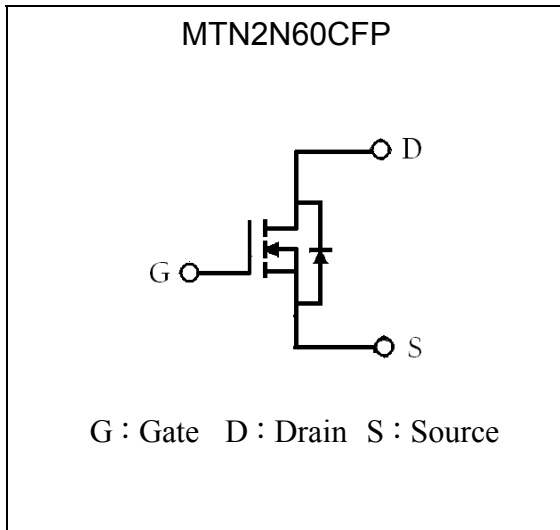 MTN2N60CFP
D
G
S
G：Gate D：Drain S：Source